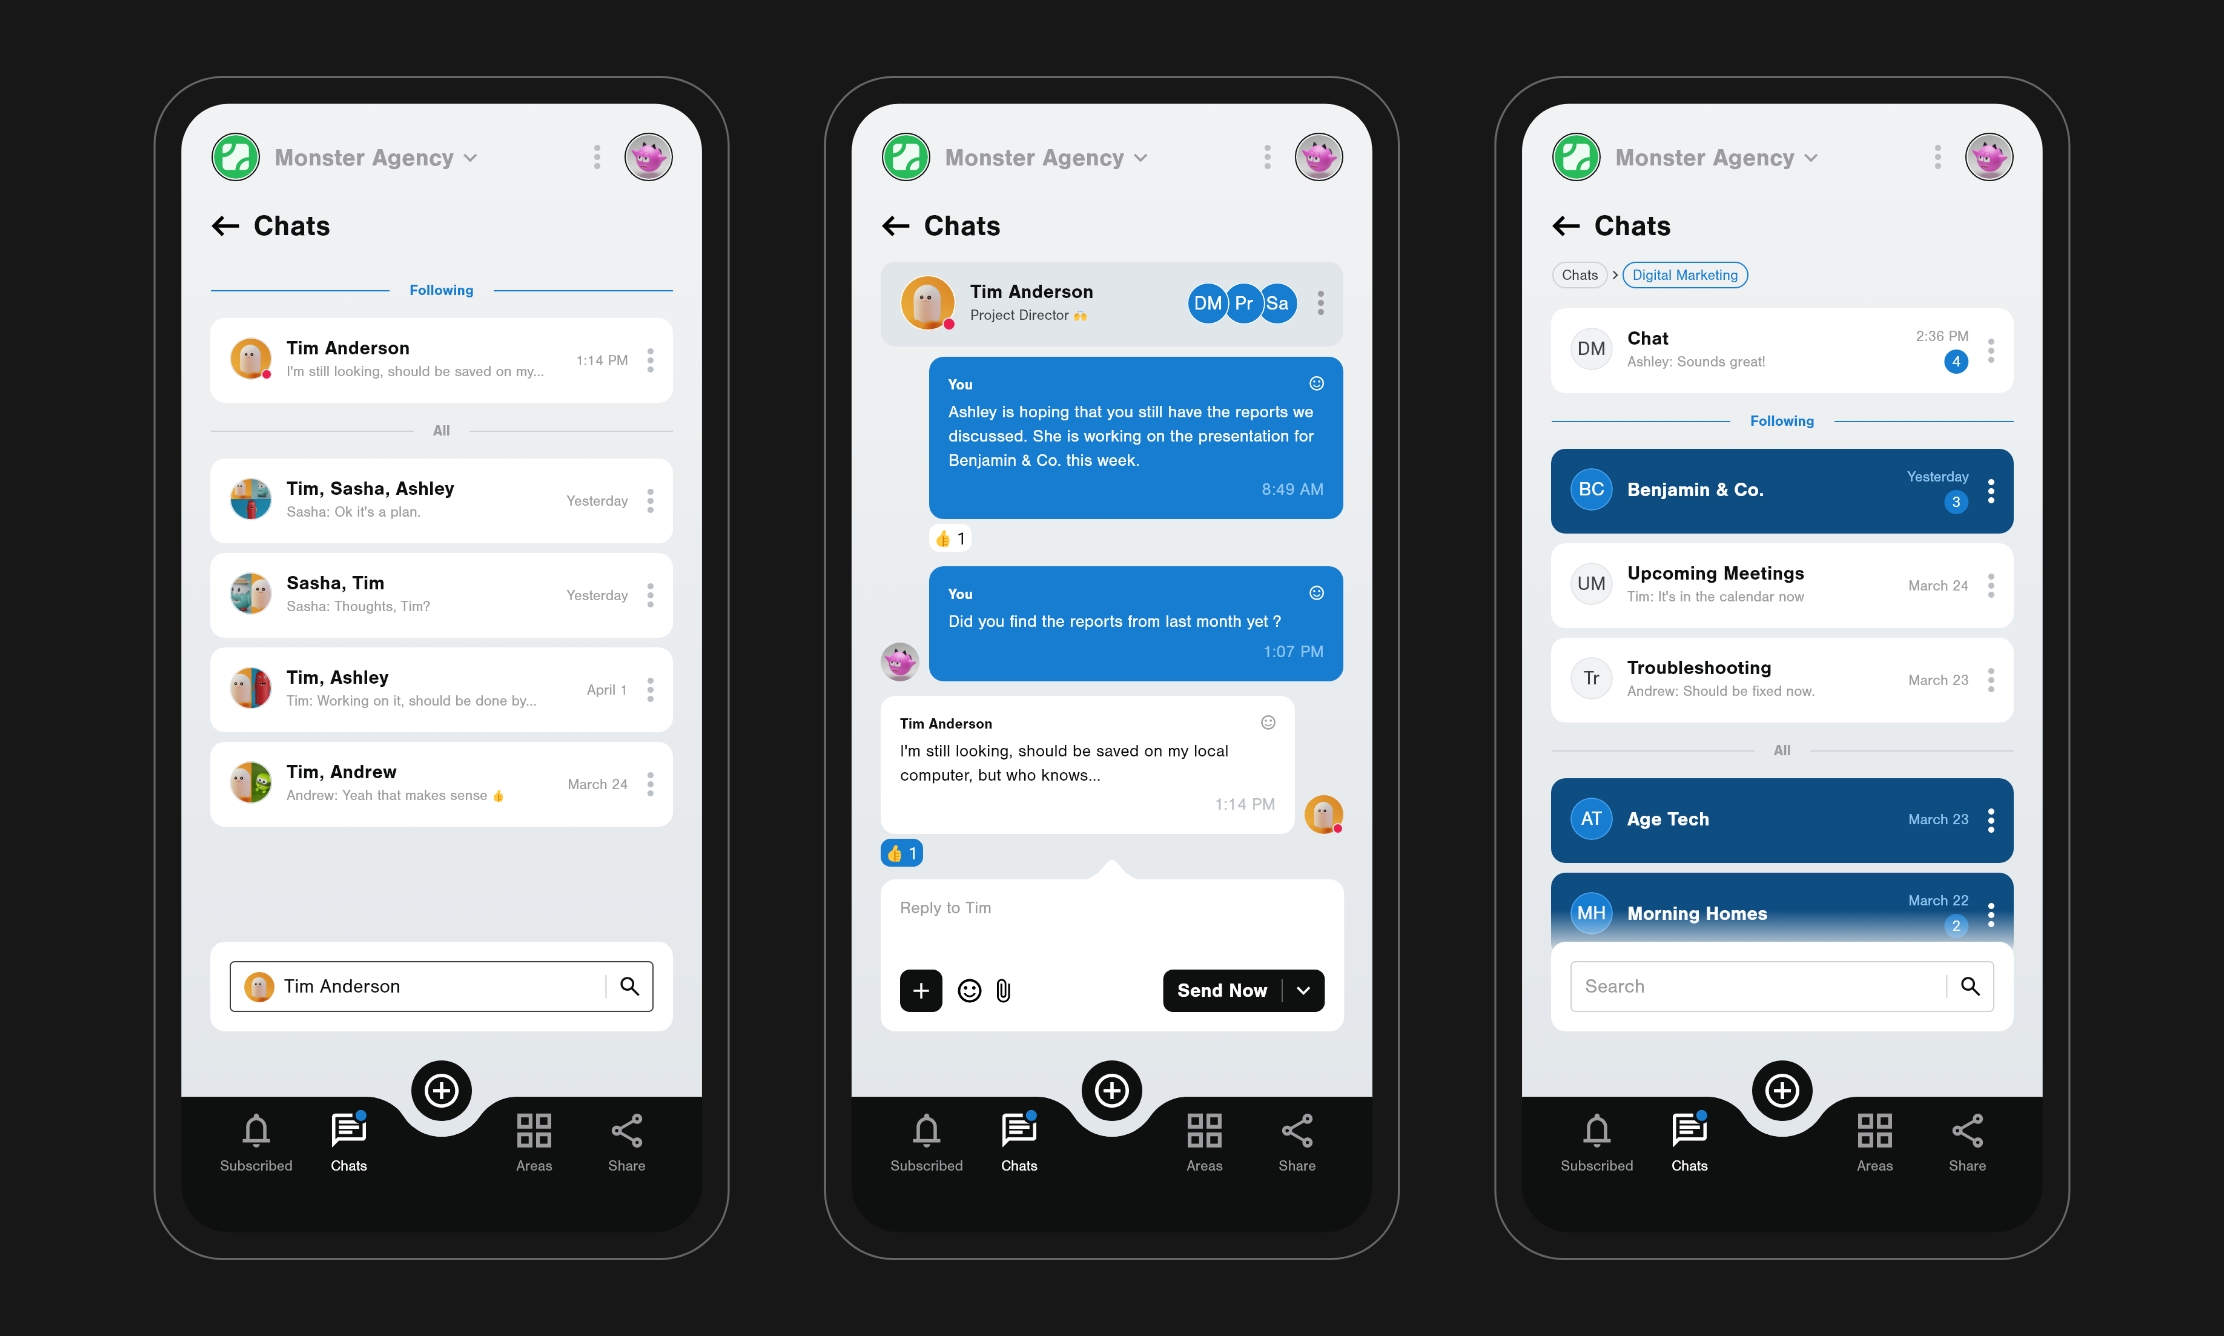 Monster Agency
Chats
Following
Tim Anderson
I'm still looking, should be saved on my...
1:14 PM
All
Tim, Sasha, Ashley
Sasha: Ok it's a plan.
Yesterday
Sasha, Tim
Sasha: Thoughts, Tim?
Yesterday
Tim, Ashley
Tim: Working on it, should be done by...
April 1
Tim, Andrew
Andrew: Yeah that makes sense 👍
March 24
Tim Anderson
Subscribed
Chats
Areas
Share
Monster Agency
Chats
Tim Anderson
Project Director 🙌
DM
Pr
Sa
You
Ashley is hoping that you still have the reports we
discussed. She is working on the presentation for
Benjamin & Co. this week.
8:49 AM
👍 1
You
Did you find the reports from last month yet ?
1:07 PM
Tim Anderson
I'm still looking, should be saved on my local
computer, but who knows...
1:14 PM
👍 1
Reply to Tim
Send Now
Subscribed
Chats
Areas
Share
Monster Agency
Chats
Chats > Digital Marketing
DM
Chat
Ashley: Sounds great!
2:36 PM
4
Following
BC
Benjamin & Co.
Yesterday
3
UM
Upcoming Meetings
Tim: It's in the calendar now
March 24
Tr
Troubleshooting
Andrew: Should be fixed now.
March 23
All
AT
Age Tech
March 23
MH
Morning Homes
March 22
2
Search
Subscribed
Chats
Areas
Share